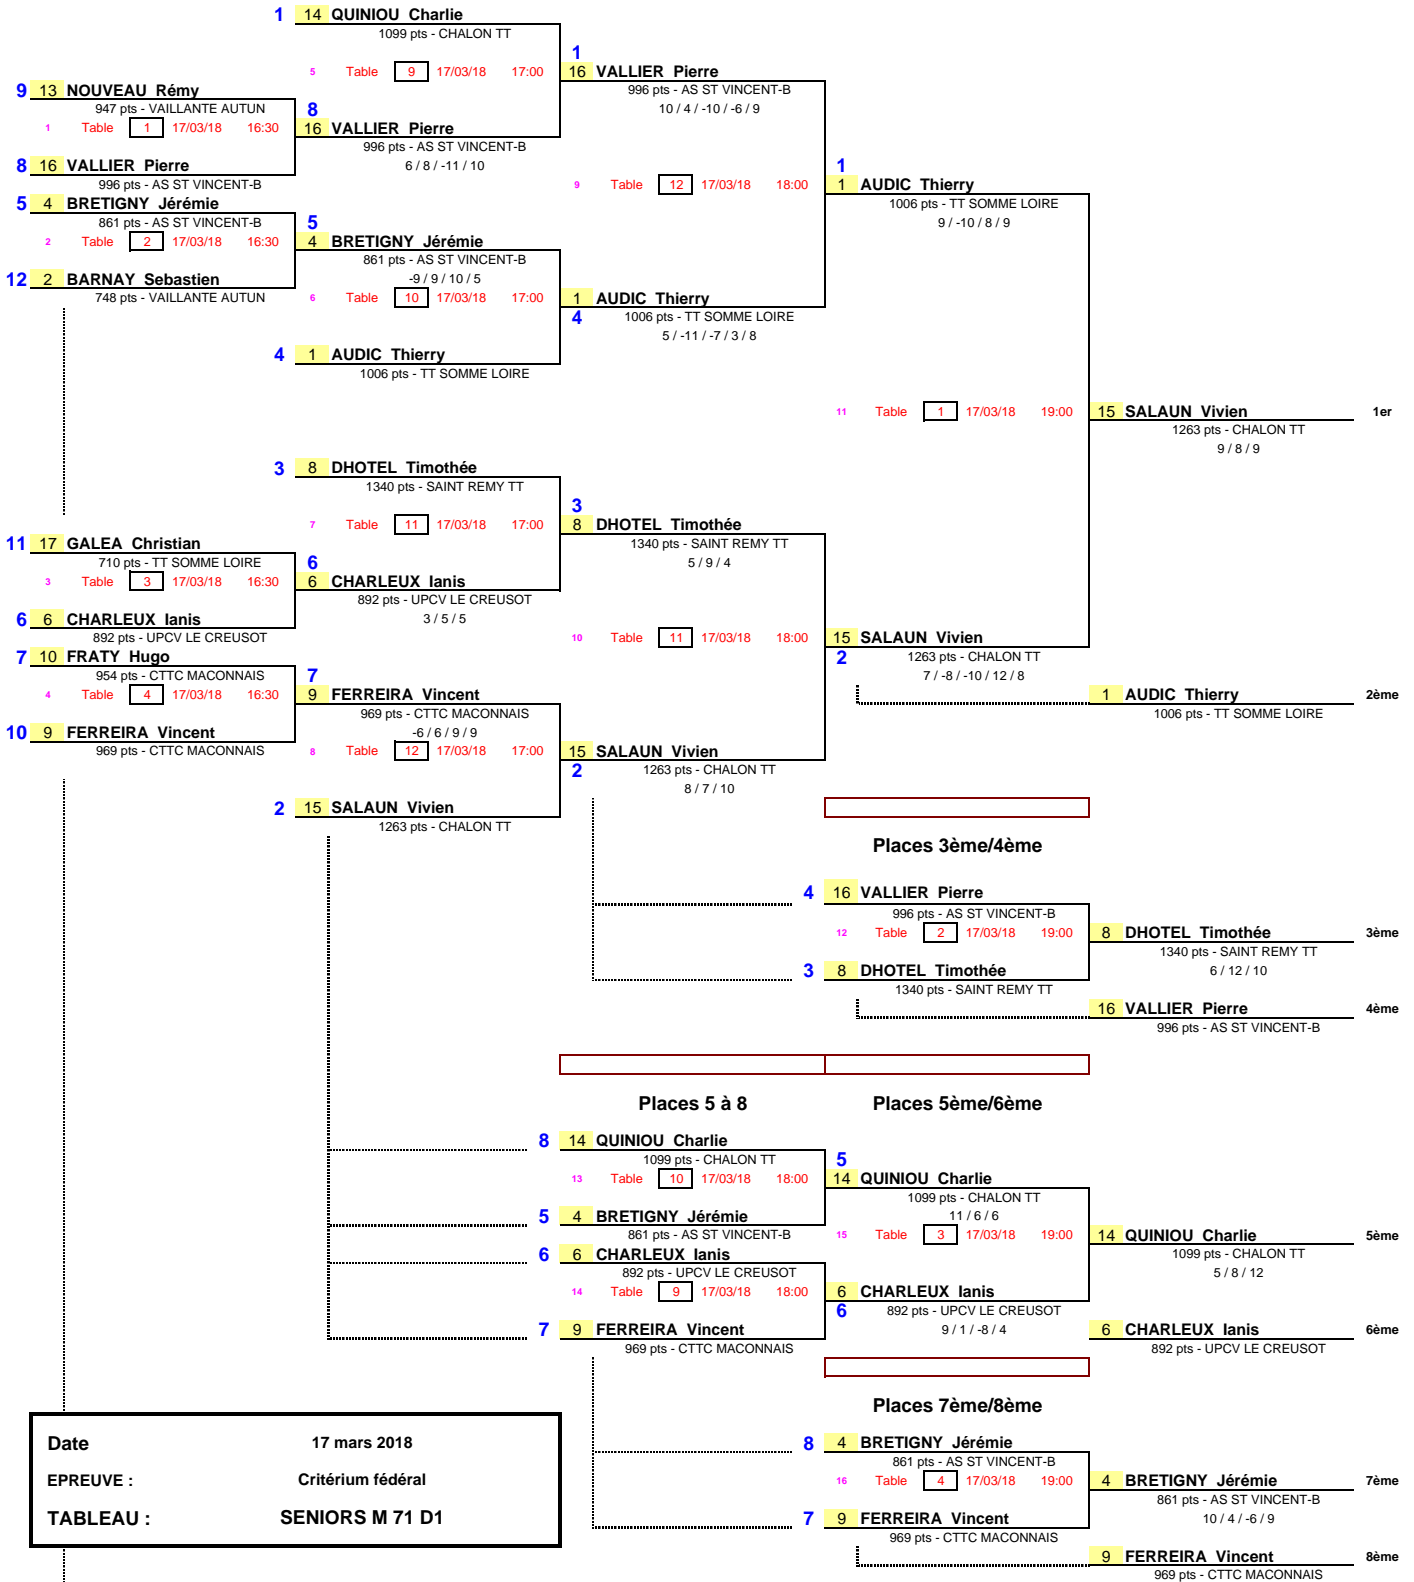 1 14 QUINIOU Charlie
1099 pts - CHALON TT
1
5 Table 9 17/03/18 17:00
16 VALLIER Pierre
996 pts - AS ST VINCENT-B
10 / 4 / -10 / -6 / 9
9 13 NOUVEAU Rémy
947 pts - VAILLANTE AUTUN
1 Table 1 17/03/18 16:30
8
16 VALLIER Pierre
996 pts - AS ST VINCENT-B
6 / 8 / -11 / 10
8 16 VALLIER Pierre
996 pts - AS ST VINCENT-B
9 Table 12 17/03/18 18:00
1
1 AUDIC Thierry
1006 pts - TT SOMME LOIRE
9 / -10 / 8 / 9
5 4 BRETIGNY Jérémie
861 pts - AS ST VINCENT-B
2 Table 2 17/03/18 16:30
5
4 BRETIGNY Jérémie
861 pts - AS ST VINCENT-B
-9 / 9 / 10 / 5
12 2 BARNAY Sebastien
748 pts - VAILLANTE AUTUN
6 Table 10 17/03/18 17:00
1 AUDIC Thierry
4
1006 pts - TT SOMME LOIRE
5 / -11 / -7 / 3 / 8
4 1 AUDIC Thierry
1006 pts - TT SOMME LOIRE
11 Table 1 17/03/18 19:00
15 SALAUN Vivien 1er
1263 pts - CHALON TT
9 / 8 / 9
3 8 DHOTEL Timothée
1340 pts - SAINT REMY TT
3
7 Table 11 17/03/18 17:00
8 DHOTEL Timothée
1340 pts - SAINT REMY TT
5 / 9 / 4
11 17 GALEA Christian
710 pts - TT SOMME LOIRE
3 Table 3 17/03/18 16:30
6
6 CHARLEUX Ianis
892 pts - UPCV LE CREUSOT
3 / 5 / 5
6 6 CHARLEUX Ianis
892 pts - UPCV LE CREUSOT
10 Table 11 17/03/18 18:00
15 SALAUN Vivien
2
1263 pts - CHALON TT
7 / -8 / -10 / 12 / 8
7 10 FRATY Hugo
954 pts - CTTC MACONNAIS
4 Table 4 17/03/18 16:30
7
9 FERREIRA Vincent
969 pts - CTTC MACONNAIS
-6 / 6 / 9 / 9
1 AUDIC Thierry 2ème
1006 pts - TT SOMME LOIRE
10 9 FERREIRA Vincent
969 pts - CTTC MACONNAIS
8 Table 12 17/03/18 17:00
15 SALAUN Vivien
2
1263 pts - CHALON TT
8 / 7 / 10
2 15 SALAUN Vivien
1263 pts - CHALON TT
Places 3ème/4ème
4 16 VALLIER Pierre
996 pts - AS ST VINCENT-B
12 Table 2 17/03/18 19:00
8 DHOTEL Timothée 3ème
1340 pts - SAINT REMY TT
6 / 12 / 10
3 8 DHOTEL Timothée
1340 pts - SAINT REMY TT
16 VALLIER Pierre 4ème
996 pts - AS ST VINCENT-B
Places 5 à 8
Places 5ème/6ème
8 14 QUINIOU Charlie
1099 pts - CHALON TT
13 Table 10 17/03/18 18:00
5
14 QUINIOU Charlie
1099 pts - CHALON TT
11 / 6 / 6
5 4 BRETIGNY Jérémie
861 pts - AS ST VINCENT-B
15 Table 3 17/03/18 19:00
14 QUINIOU Charlie 5ème
1099 pts - CHALON TT
5 / 8 / 12
6 6 CHARLEUX Ianis
892 pts - UPCV LE CREUSOT
14 Table 9 17/03/18 18:00
6 CHARLEUX Ianis
6
892 pts - UPCV LE CREUSOT
9 / 1 / -8 / 4
7 9 FERREIRA Vincent
969 pts - CTTC MACONNAIS
6 CHARLEUX Ianis 6ème
892 pts - UPCV LE CREUSOT
Places 7ème/8ème
8 4 BRETIGNY Jérémie
861 pts - AS ST VINCENT-B
16 Table 4 17/03/18 19:00
4 BRETIGNY Jérémie 7ème
861 pts - AS ST VINCENT-B
10 / 4 / -6 / 9
7 9 FERREIRA Vincent
969 pts - CTTC MACONNAIS
9 FERREIRA Vincent 8ème
969 pts - CTTC MACONNAIS
Date 17 mars 2018
EPREUVE : Critérium fédéral
TABLEAU : SENIORS M 71 D1